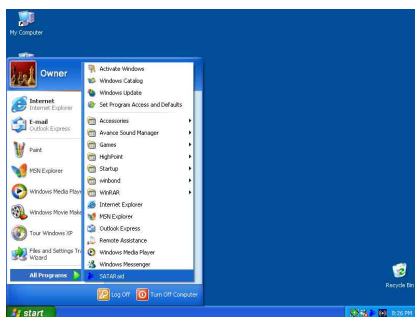 My Computer
Owner
Internet
Internet Explorer
E-mail
Outlook Express
Paint
MSN Explorer
Windows Media Playe
Windows Movie Make
Tour Windows XP
Files and Settings Tra
Wizard
All Programs
Activate Windows
Windows Catalog
Windows Update
Set Program Access and Defaults
Accessories
Avance Sound Manager
Games
HighPoint
Startup
winbond
WinRAR
Internet Explorer
MSN Explorer
Outlook Express
Remote Assistance
Windows Media Player
Windows Messenger
SATARaid
Log Off
Turn Off Computer
Recycle Bin
start
8:26 PM